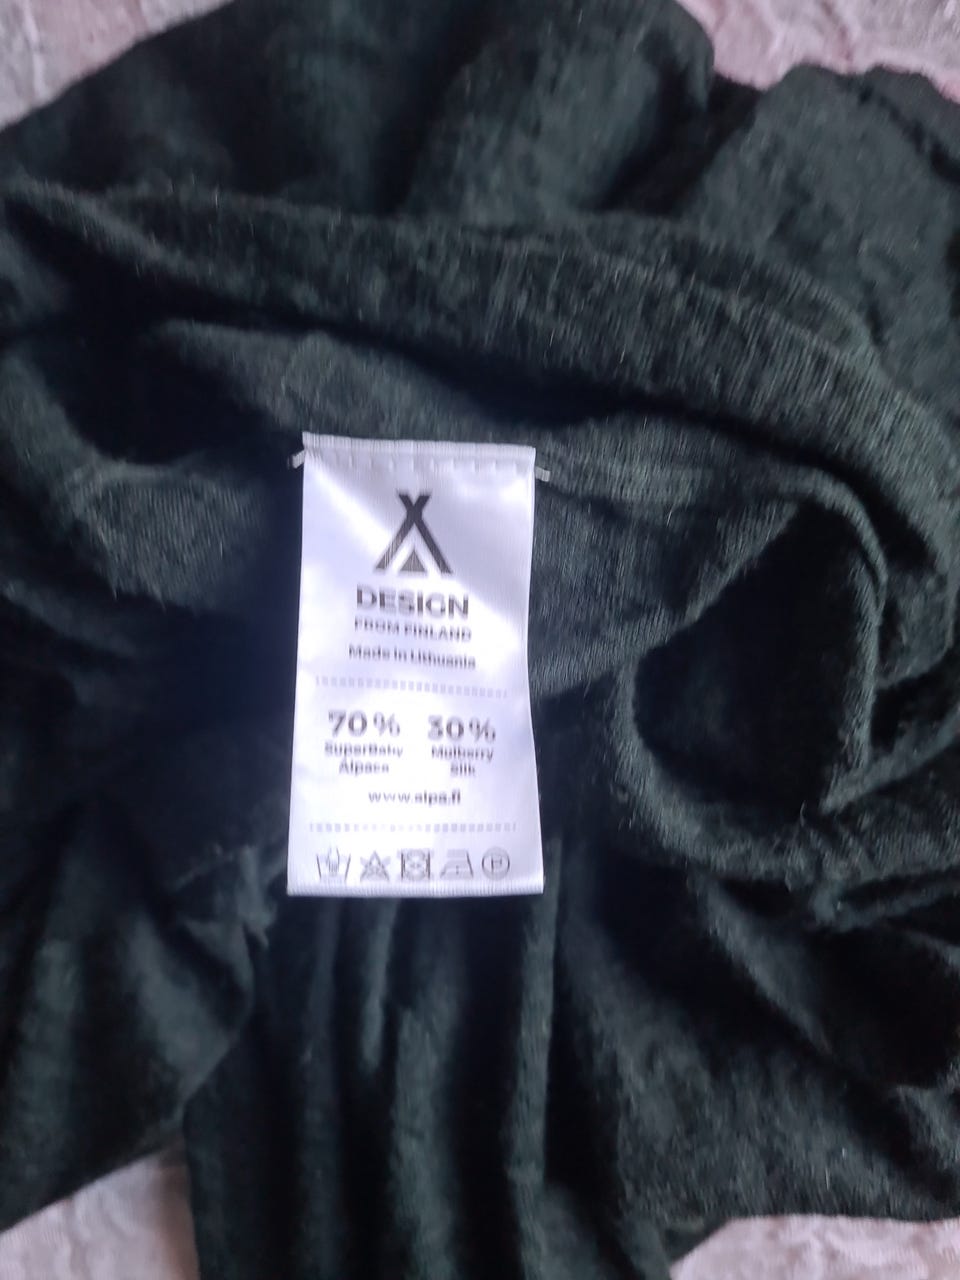 DESIGN
FROM FINLAND
Made in Lithuania
70% 30%
SuperBaby Mulberry
Alpaca Silk
www.alpa.fi
P